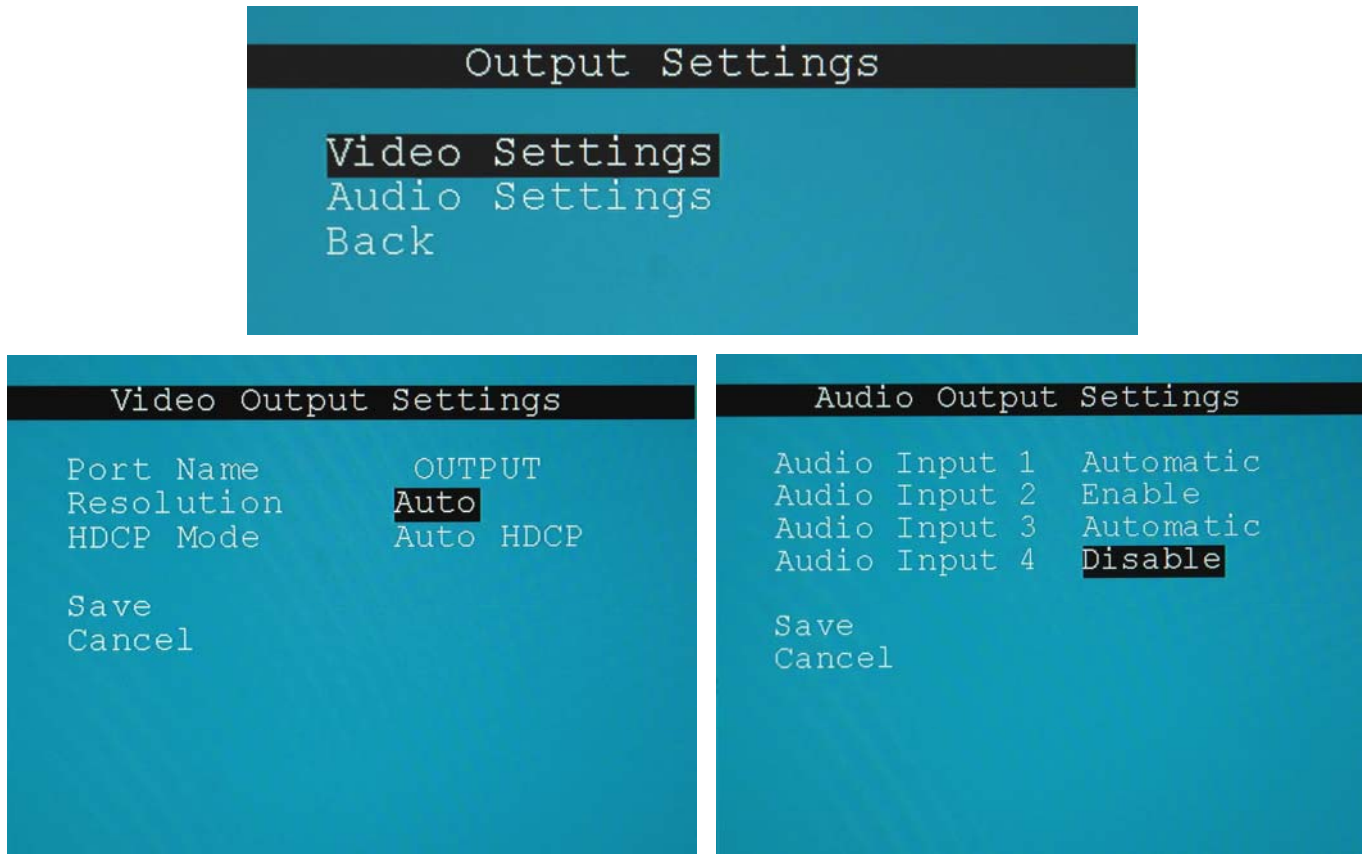 Output Settings
Video Settings
Audio Settings
Back
Video Output Settings
Port Name OUTPUT
Resolution Auto
HDCP Mode Auto HDCP
Save
Cancel
Audio Output Settings
Audio Input 1 Automatic
Audio Input 2 Enable
Audio Input 3 Automatic
Audio Input 4 Disable
Save
Cancel